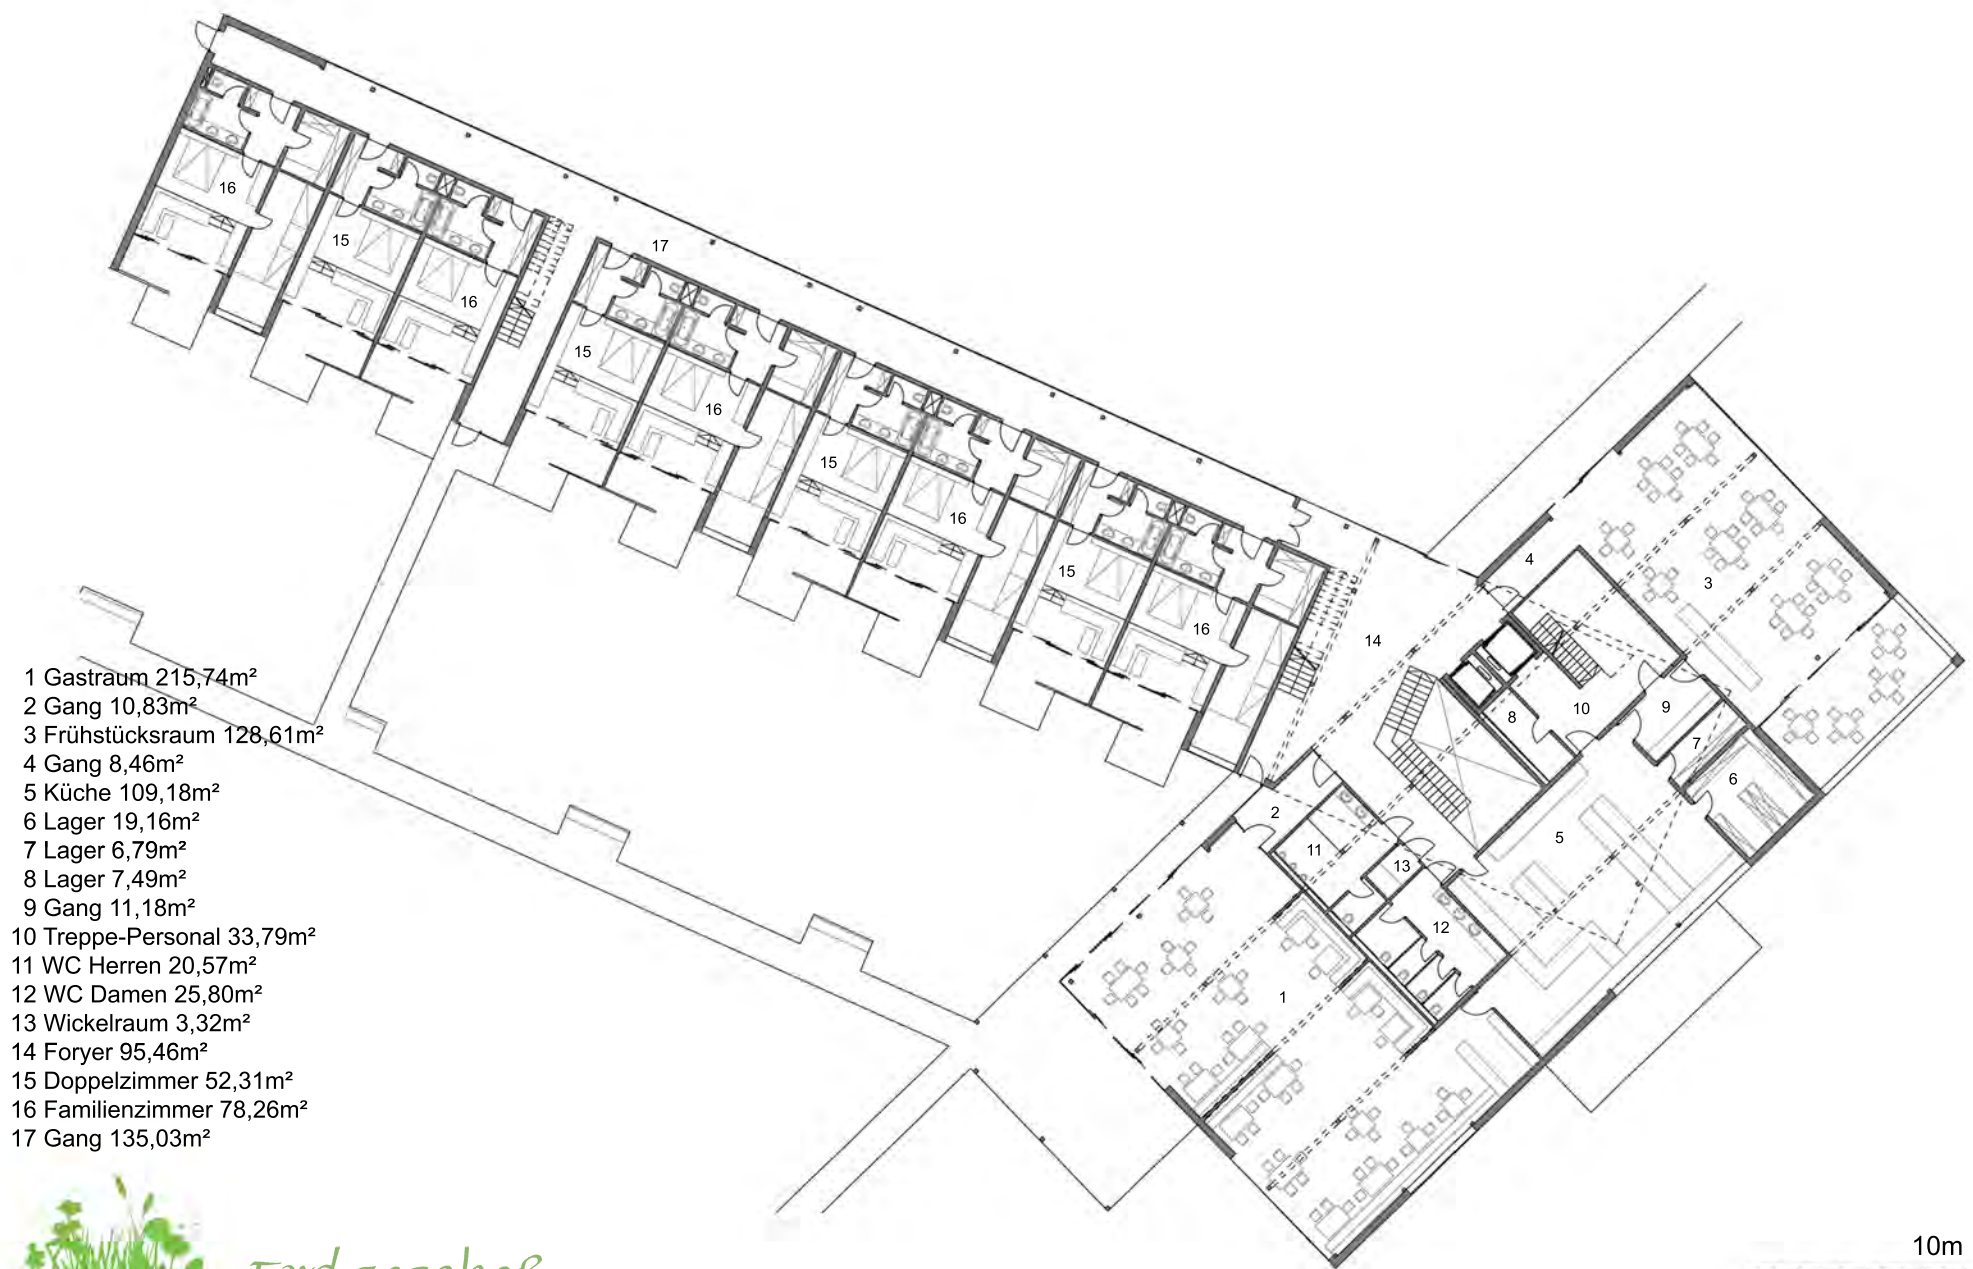 16
15
16
17
15
16
15
16
15
16
14
4
3
8
10
9
7
6
5
2
11
13
12
1
1 Gastraum 215,74m²
2 Gang 10,83m²
3 Frühstücksraum 128,61m²
4 Gang 8,46m²
5 Küche 109,18m²
6 Lager 19,16m²
7 Lager 6,79m²
8 Lager 7,49m²
9 Gang 11,18m²
10 Treppe-Personal 33,79m²
11 WC Herren 20,57m²
12 WC Damen 25,80m²
13 Wickelraum 3,32m²
14 Foryer 95,46m²
15 Doppelzimmer 52,31m²
16 Familienzimmer 78,26m²
17 Gang 135,03m²
10m